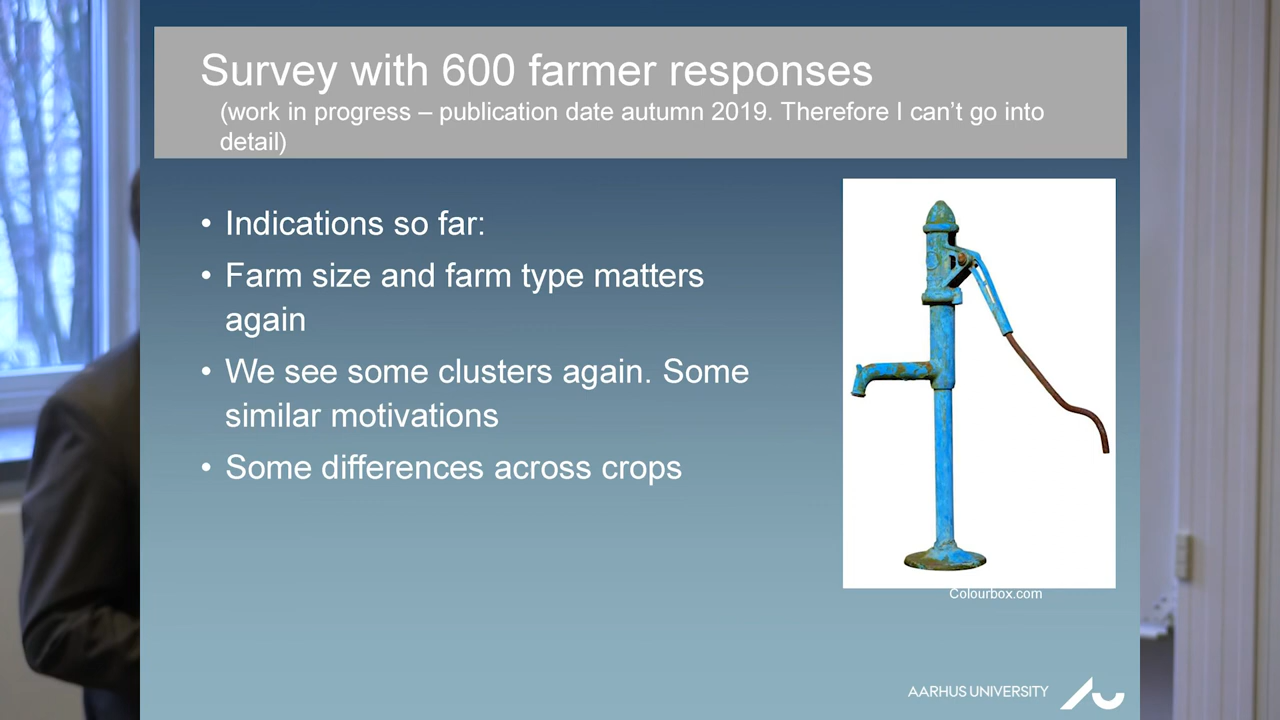 Survey with 600 farmer responses
(work in progress – publication date autumn 2019. Therefore I can’t go into
detail)
• Indications so far:
• Farm size and farm type matters
again
• We see some clusters again. Some
similar motivations
• Some differences across crops
Colourbox.com
AARHUS UNIVERSITY